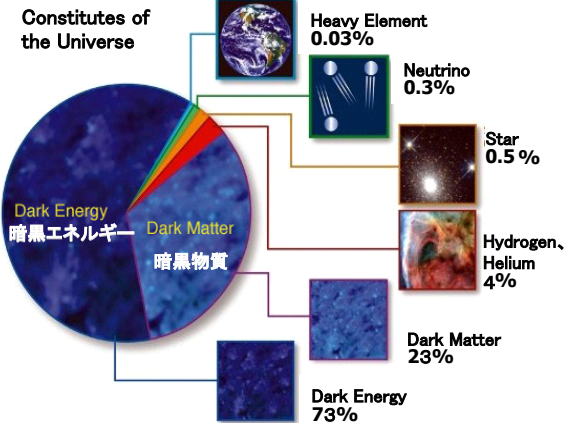 Constitutes of
the Universe
Heavy Element
0.03%
Neutrino
0.3%
Star
0.5%
Hydrogen、
Helium
4%
Dark Energy
暗黒エネルギー
Dark Matter
暗黒物質
Dark Matter
23%
Dark Energy
73%